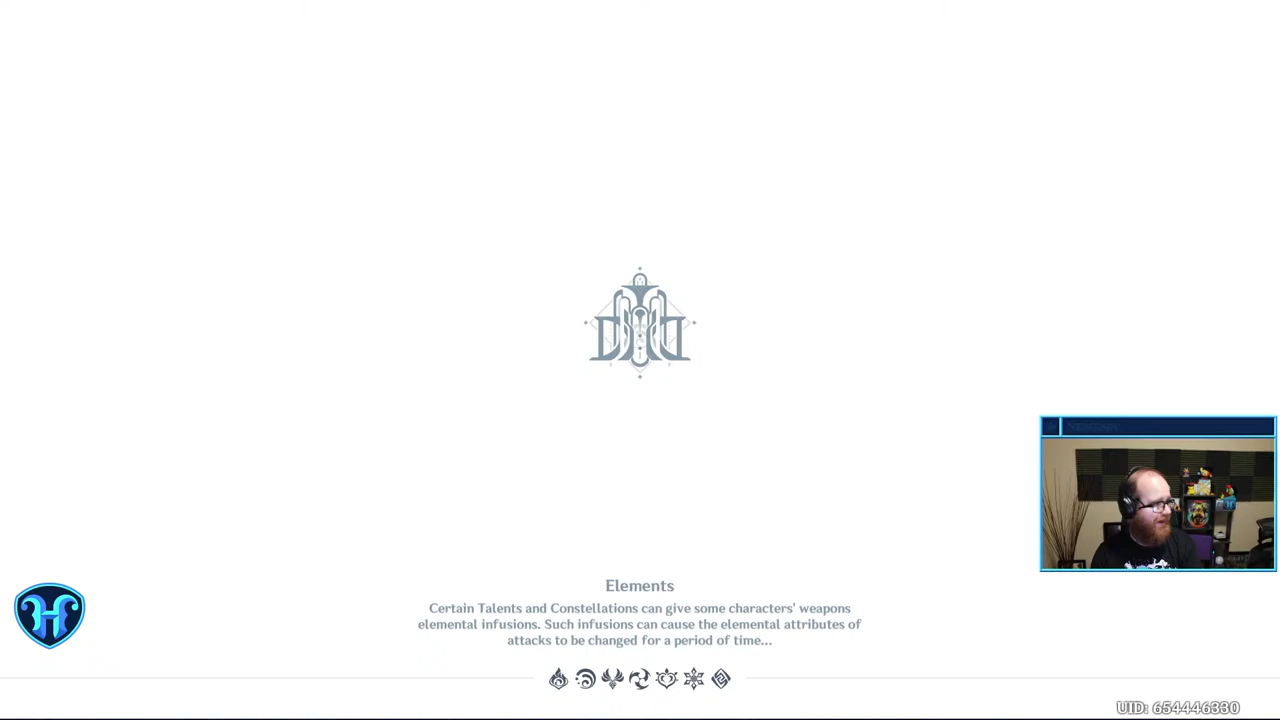 Elements
Certain Talents and Constellations can give some characters' weapons
elemental infusions. Such infusions can cause the elemental attributes of
attacks to be changed for a period of time...
UID: 654446330